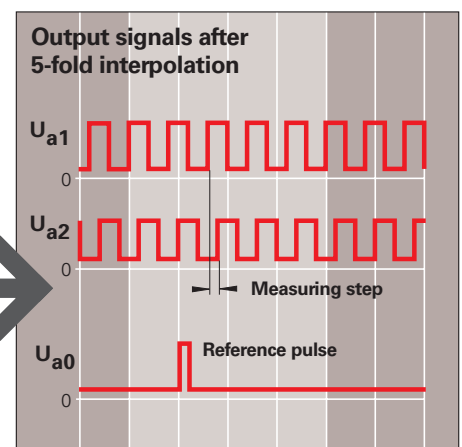 Output signals after
5-fold interpolation
Ua1
0
Ua2
0
Measuring step
Reference pulse
Ua0
0